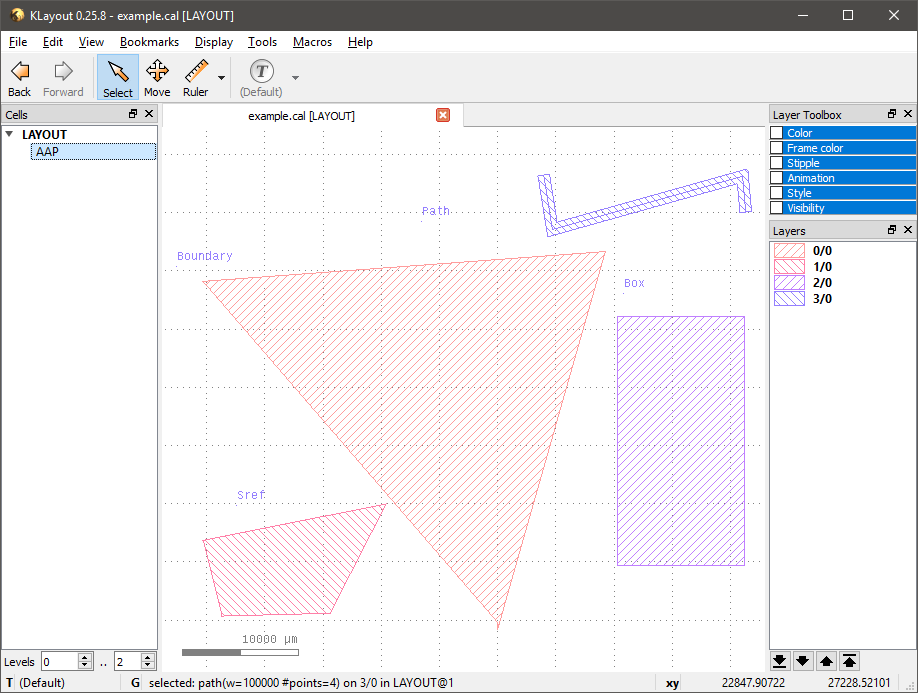 KLayout 0.25.8 - example.cal [LAYOUT]
File Edit View Bookmarks Display Tools Macros Help
Back Forward Select Move Ruler T (Default)
Cells
example.cal [LAYOUT]
Layer Toolbox
LAYOUT
AAP
Color
Frame color
Stipple
Animation
Style
Visibility
Layers
0/0
1/0
2/0
3/0
Path
Boundary
Box
Sref
10000 µm
Levels 0 .. 2
T (Default) G selected: path(w=100000 #points=4) on 3/0 in LAYOUT@1 xy 22847.90722 27228.52101